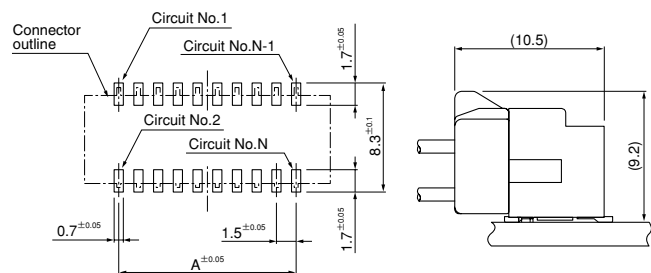 Connector
outline
Circuit No.1
Circuit No.N-1
1.7±0.05
8.3±0.1
Circuit No.2
Circuit No.N
0.7±0.05
1.5±0.05
1.7±0.05
A±0.05
(10.5)
(9.2)